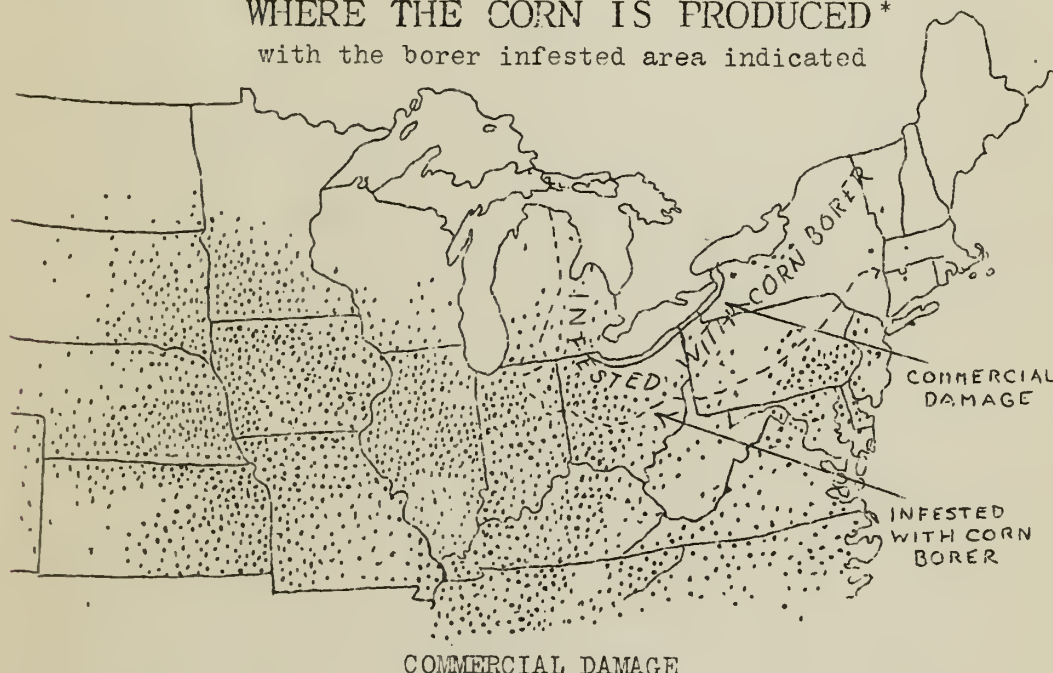 WHERE THE CORN IS PRODUCED*
with the borer infested area indicated
INFESTED WITH CORN BORER
COMMERCIAL
DAMAGE
INFESTED
WITH CORN
BORER
COMMERCIAL DAMAGE